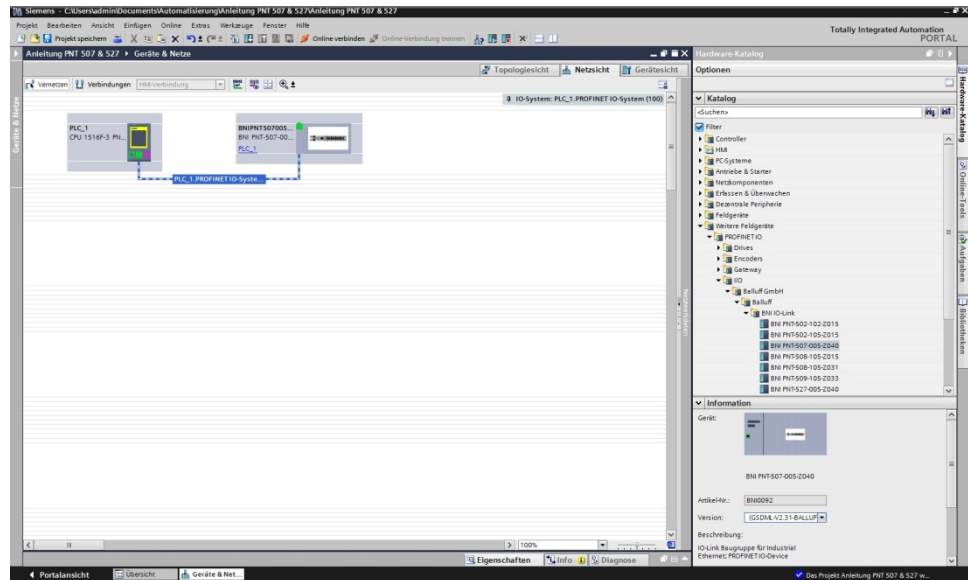 Siemens - C:\Users\admin\Documents\Automatisierung\Anleitung PNT 507 & 527\Anleitung PNT 507 & 527
Projekt Bearbeiten Ansicht Einfügen Online Extras Werkzeuge Fenster Hilfe
Totally Integrated Automation
PORTAL
Projekt speichern Online verbinden Online-Verbindung trennen
Anleitung PNT 507 & 527 Geräte & Netze
Hardware-Katalog
Topologiesicht Netzsicht Gerätesicht
Optionen
Vernetzen Verbindungen HMI-Verbindung
IO-System: PLC_1.PROFINET IO-System (100)
Katalog
<Suchen>
Filter
PLC_1
CPU 1516F-3 PN...
BNIPNT507005...
BNI PNT-507-00...
PLC_1
PLC_1.PROFINET IO-Syste...
Controller
HMI
PC-Systeme
Antriebe & Starter
Netzkomponenten
Erfassen & Überwachen
Dezentrale Peripherie
Feldgeräte
Weitere Feldgeräte
PROFINET IO
Drives
Encoders
Gateway
I/O
Balluff GmbH
Balluff
BNI IO-Link
BNI PNT-502-102-Z015
BNI PNT-502-105-Z015
BNI PNT-507-005-Z040
BNI PNT-508-105-Z015
BNI PNT-508-105-Z031
BNI PNT-509-105-Z033
BNI PNT-527-005-Z040
Information
Gerät:
BNI PNT-507-005-Z040
Artikel-Nr.: BNI0092
Version: (GSDML-V2.31-BALLUF
Beschreibung:
IO-Link Baugruppe für Industrial
Ethernet; PROFINET IO-Device
100%
Eigenschaften Info Diagnose
Portalansicht Übersicht Geräte & Net...
Das Projekt Anleitung PNT 507 & 527 w...
Geräte & Netze
Hardware-Katalog
Online-Tools
Aufgaben
Bibliotheken